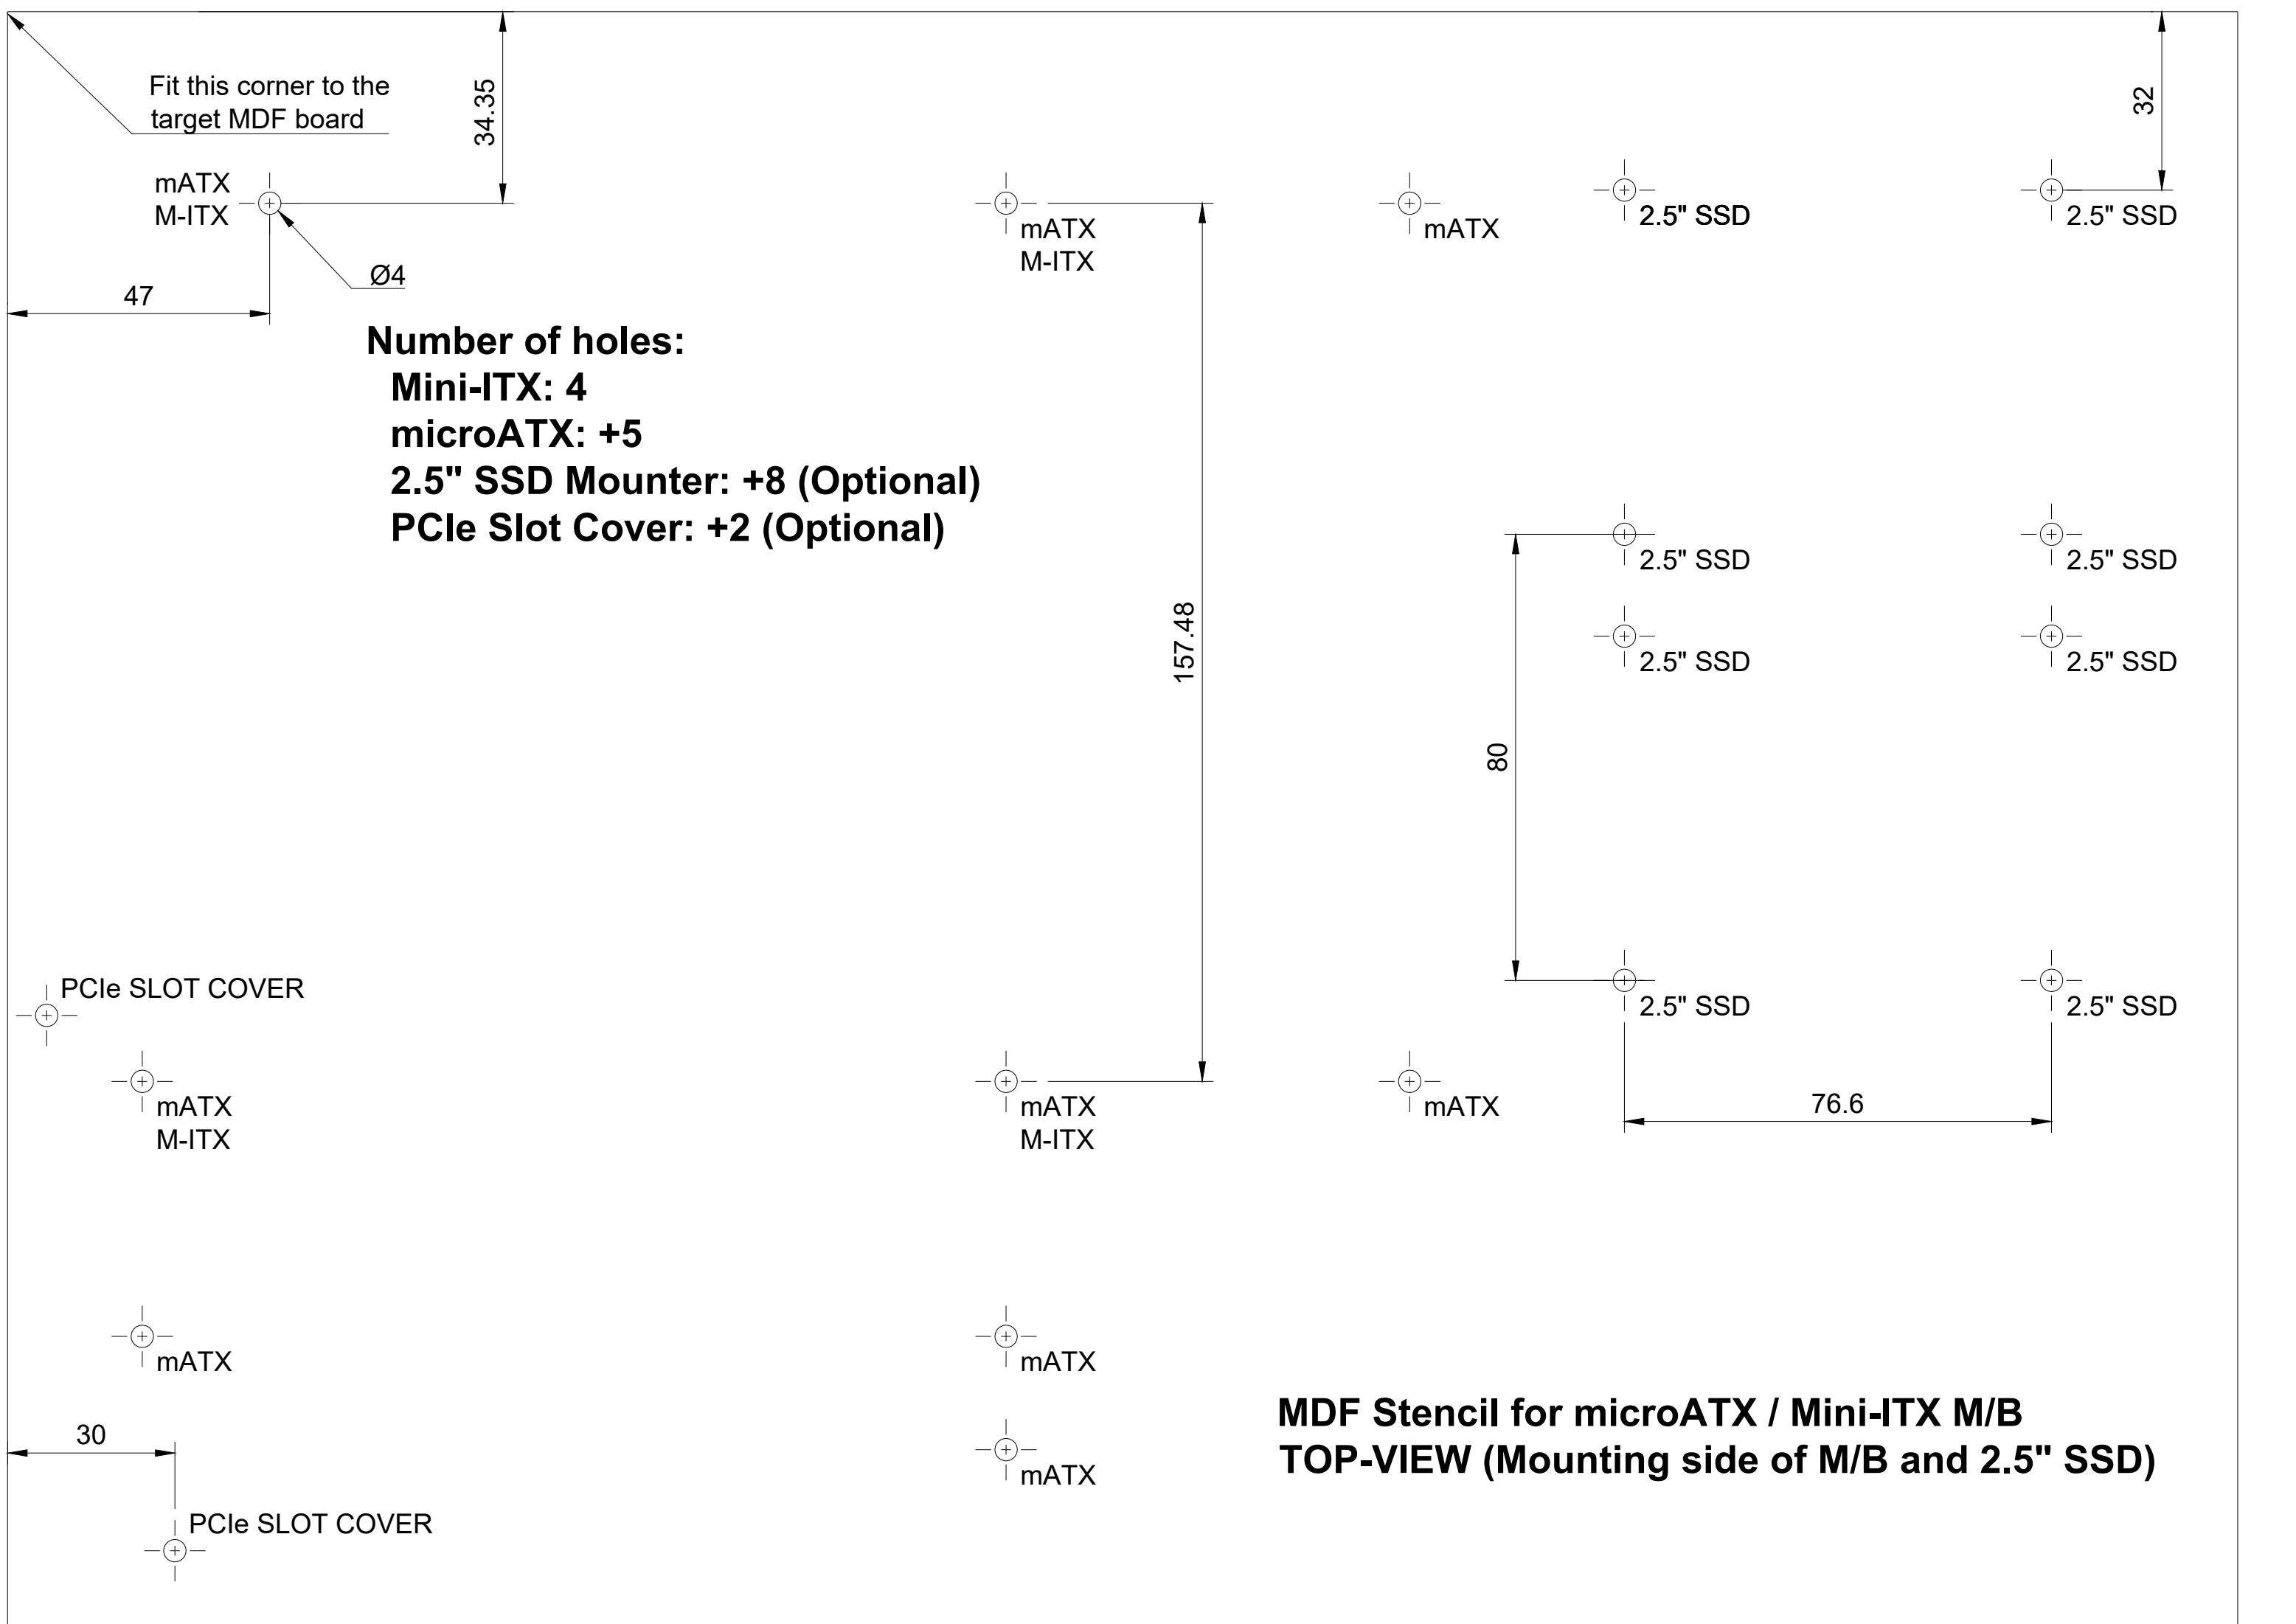 Fit this corner to the
target MDF board
34.35
32
mATX
M-ITX
mATX
M-ITX
mATX
2.5" SSD
2.5" SSD
Ø4
47
Number of holes:
Mini-ITX: 4
microATX: +5
2.5" SSD Mounter: +8 (Optional)
PCIe Slot Cover: +2 (Optional)
2.5" SSD
2.5" SSD
157.48
2.5" SSD
2.5" SSD
80
PCIe SLOT COVER
2.5" SSD
2.5" SSD
mATX
M-ITX
mATX
M-ITX
mATX
76.6
mATX
mATX
30
mATX
MDF Stencil for microATX / Mini-ITX M/B
TOP-VIEW (Mounting side of M/B and 2.5" SSD)
PCIe SLOT COVER